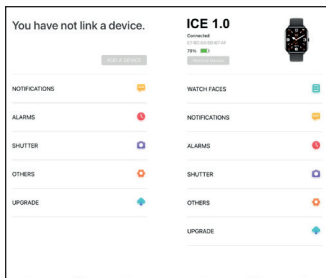 You have not link a device.
ADD A DEVICE
NOTIFICATIONS
ALARMS
SHUTTER
OTHERS
UPGRADE
ICE 1.0
Connected
78%
WATCH FACES
NOTIFICATIONS
ALARMS
SHUTTER
OTHERS
UPGRADE